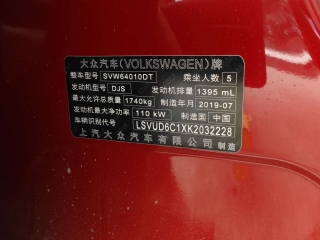 大众汽车(VOLKSWAGEN)牌
整车型号 SVW64010DT 乘坐人数 5
发动机型号 DJS 发动机排量 1395 mL
最大允许总质量 1740kg 制造年月 2019-07
发动机最大净功率 110 kW 制造国 中国
车辆识别代号 LSVUD6C1XK2032228
上汽大众汽车有限公司 制造